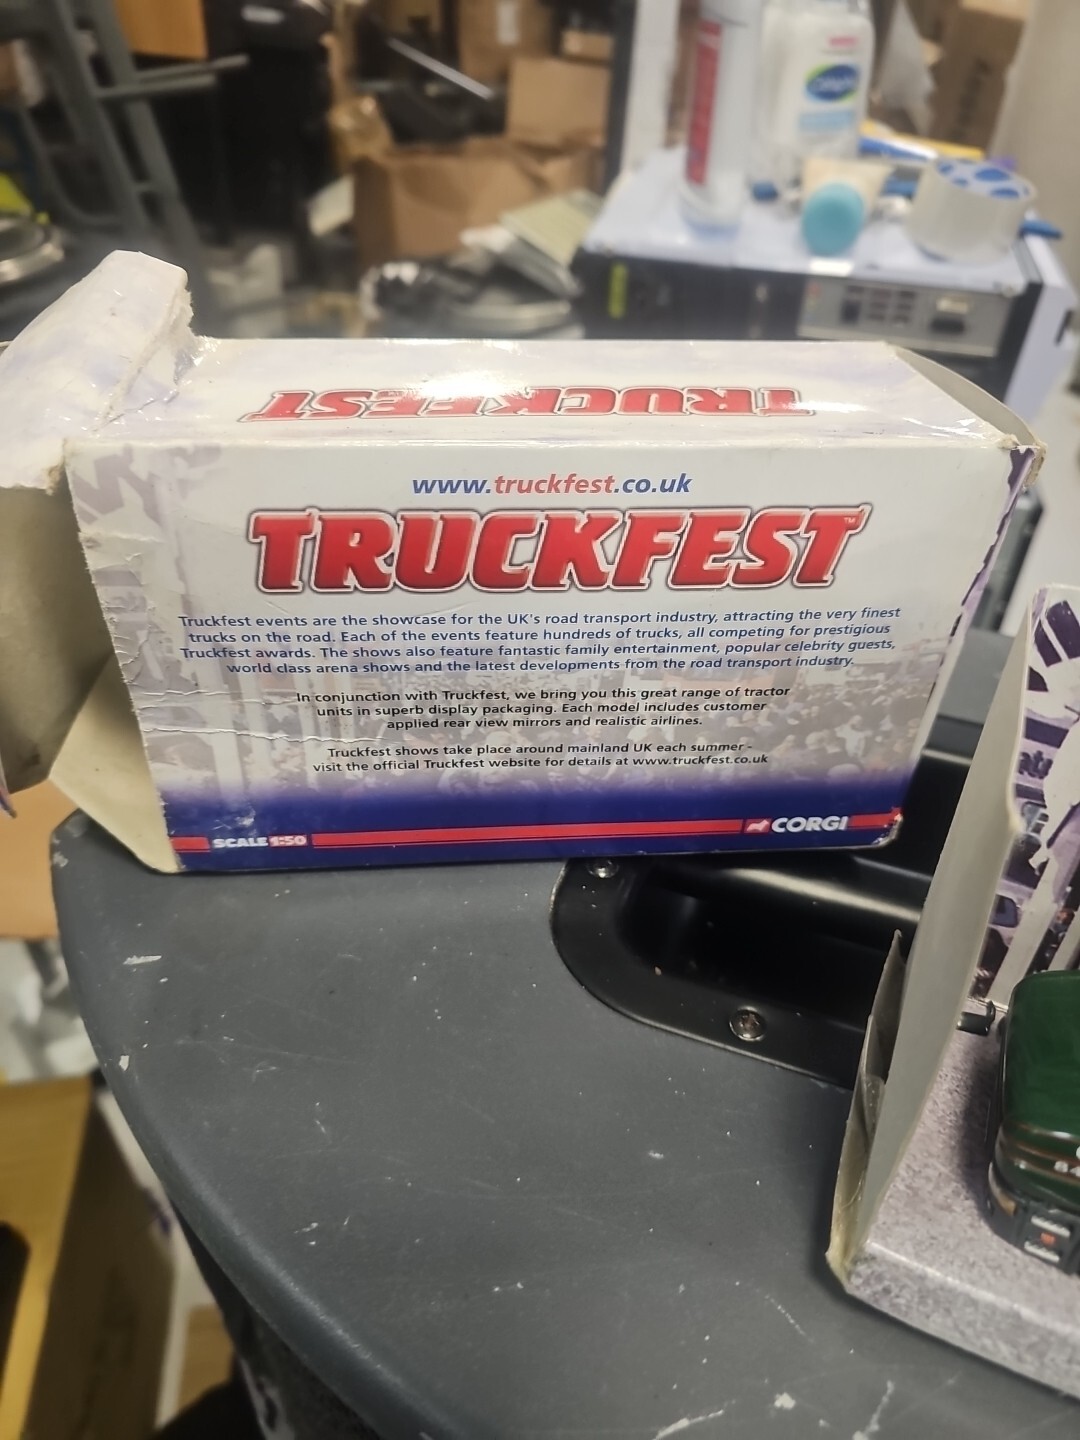 TRUCKFEST
www.truckfest.co.uk
TRUCKFEST™
Truckfest events are the showcase for the UK's road transport industry, attracting the very finest
trucks on the road. Each of the events feature hundreds of trucks, all competing for prestigious
Truckfest awards. The shows also feature fantastic family entertainment, popular celebrity guests,
world class arena shows and the latest developments from the road transport industry.
In conjunction with Truckfest, we bring you this great range of tractor
units in superb display packaging. Each model includes customer
applied rear view mirrors and realistic airlines.
Truckfest shows take place around mainland UK each summer -
visit the official Truckfest website for details at www.truckfest.co.uk
SCALE 1:50
CORGI